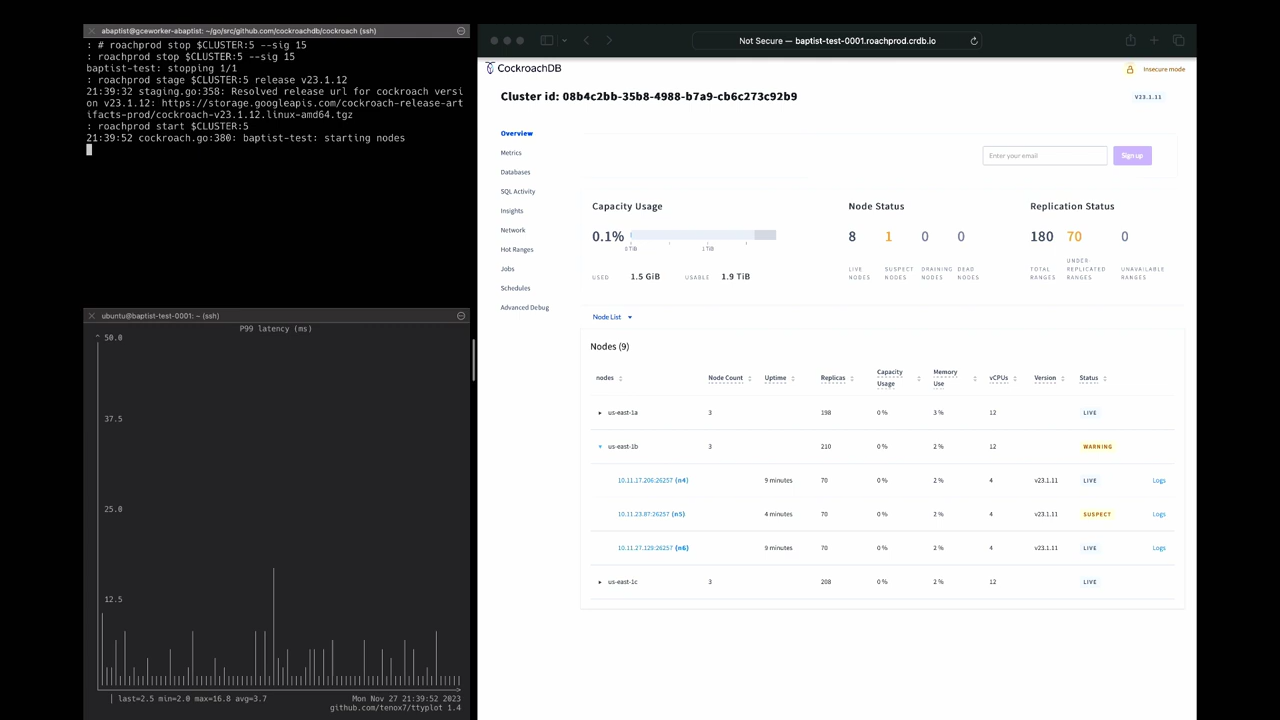 abaptist@gceworker-abaptist: ~/go/src/github.com/cockroachdb/cockroach (ssh)
: # roachprod stop $CLUSTER:5 --sig 15
: roachprod stop $CLUSTER:5 --sig 15
baptist-test: stopping 1/1
: roachprod stage $CLUSTER:5 release v23.1.12
21:39:32 staging.go:358: Resolved release url for cockroach versi
on v23.1.12: https://storage.googleapis.com/cockroach-release-art
ifacts-prod/cockroach-v23.1.12.linux-amd64.tgz
: roachprod start $CLUSTER:5
21:39:52 cockroach.go:380: baptist-test: starting nodes
ubuntu@baptist-test-0001: ~ (ssh)
P99 latency (ms)
50.0
37.5
25.0
12.5
last=2.5 min=2.0 max=16.8 avg=3.7
Mon Nov 27 21:39:52 2023
github.com/tenox7/ttyplot 1.4
Not Secure — baptist-test-0001.roachprod.crdb.io
CockroachDB
Insecure mode
Cluster id: 08b4c2bb-35b8-4988-b7a9-cb6c273c92b9
V23.1.11
Overview
Metrics
Databases
SQL Activity
Insights
Network
Hot Ranges
Jobs
Schedules
Advanced Debug
Enter your email
Sign up
Capacity Usage
0.1%
0 TiB
1 TiB
USED 1.5 GiB USABLE 1.9 TiB
Node Status
8 1 0 0
LIVE NODES
SUSPECT NODES
DRAINING NODES
DEAD NODES
Replication Status
180 70 0
TOTAL RANGES
UNDER-REPLICATED RANGES
UNAVAILABLE RANGES
Node List
Nodes (9)
nodes Node Count Uptime Replicas Capacity Usage Memory Use vCPUs Version Status
us-east-1a 3 198 0 % 3 % 12 LIVE
us-east-1b 3 210 0 % 2 % 12 WARNING
10.11.17.206:26257 (n4) 9 minutes 70 0 % 2 % 4 v23.1.11 LIVE Logs
10.11.23.87:26257 (n5) 4 minutes 70 0 % 2 % 4 v23.1.11 SUSPECT Logs
10.11.27.129:26257 (n6) 9 minutes 70 0 % 2 % 4 v23.1.11 LIVE Logs
us-east-1c 3 208 0 % 2 % 12 LIVE